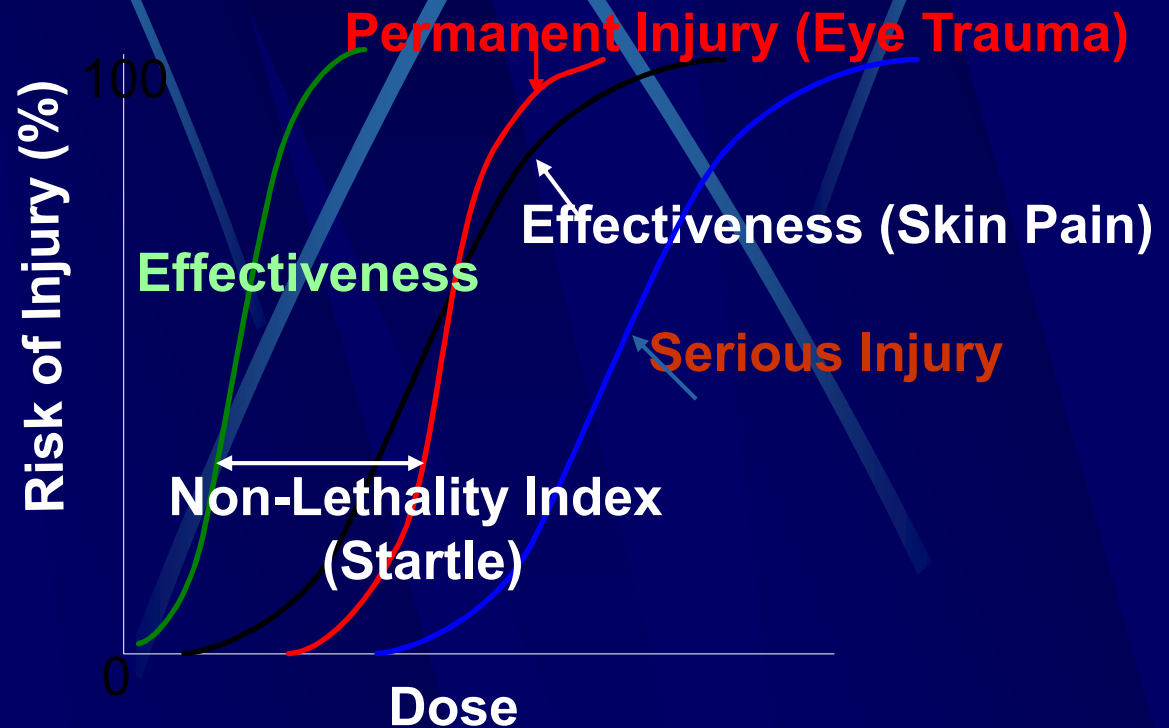 Permanent Injury (Eye Trauma)
100
Risk of Injury (%)
Effectiveness (Skin Pain)
Effectiveness
Serious Injury
Non-Lethality Index
(Startle)
0
Dose